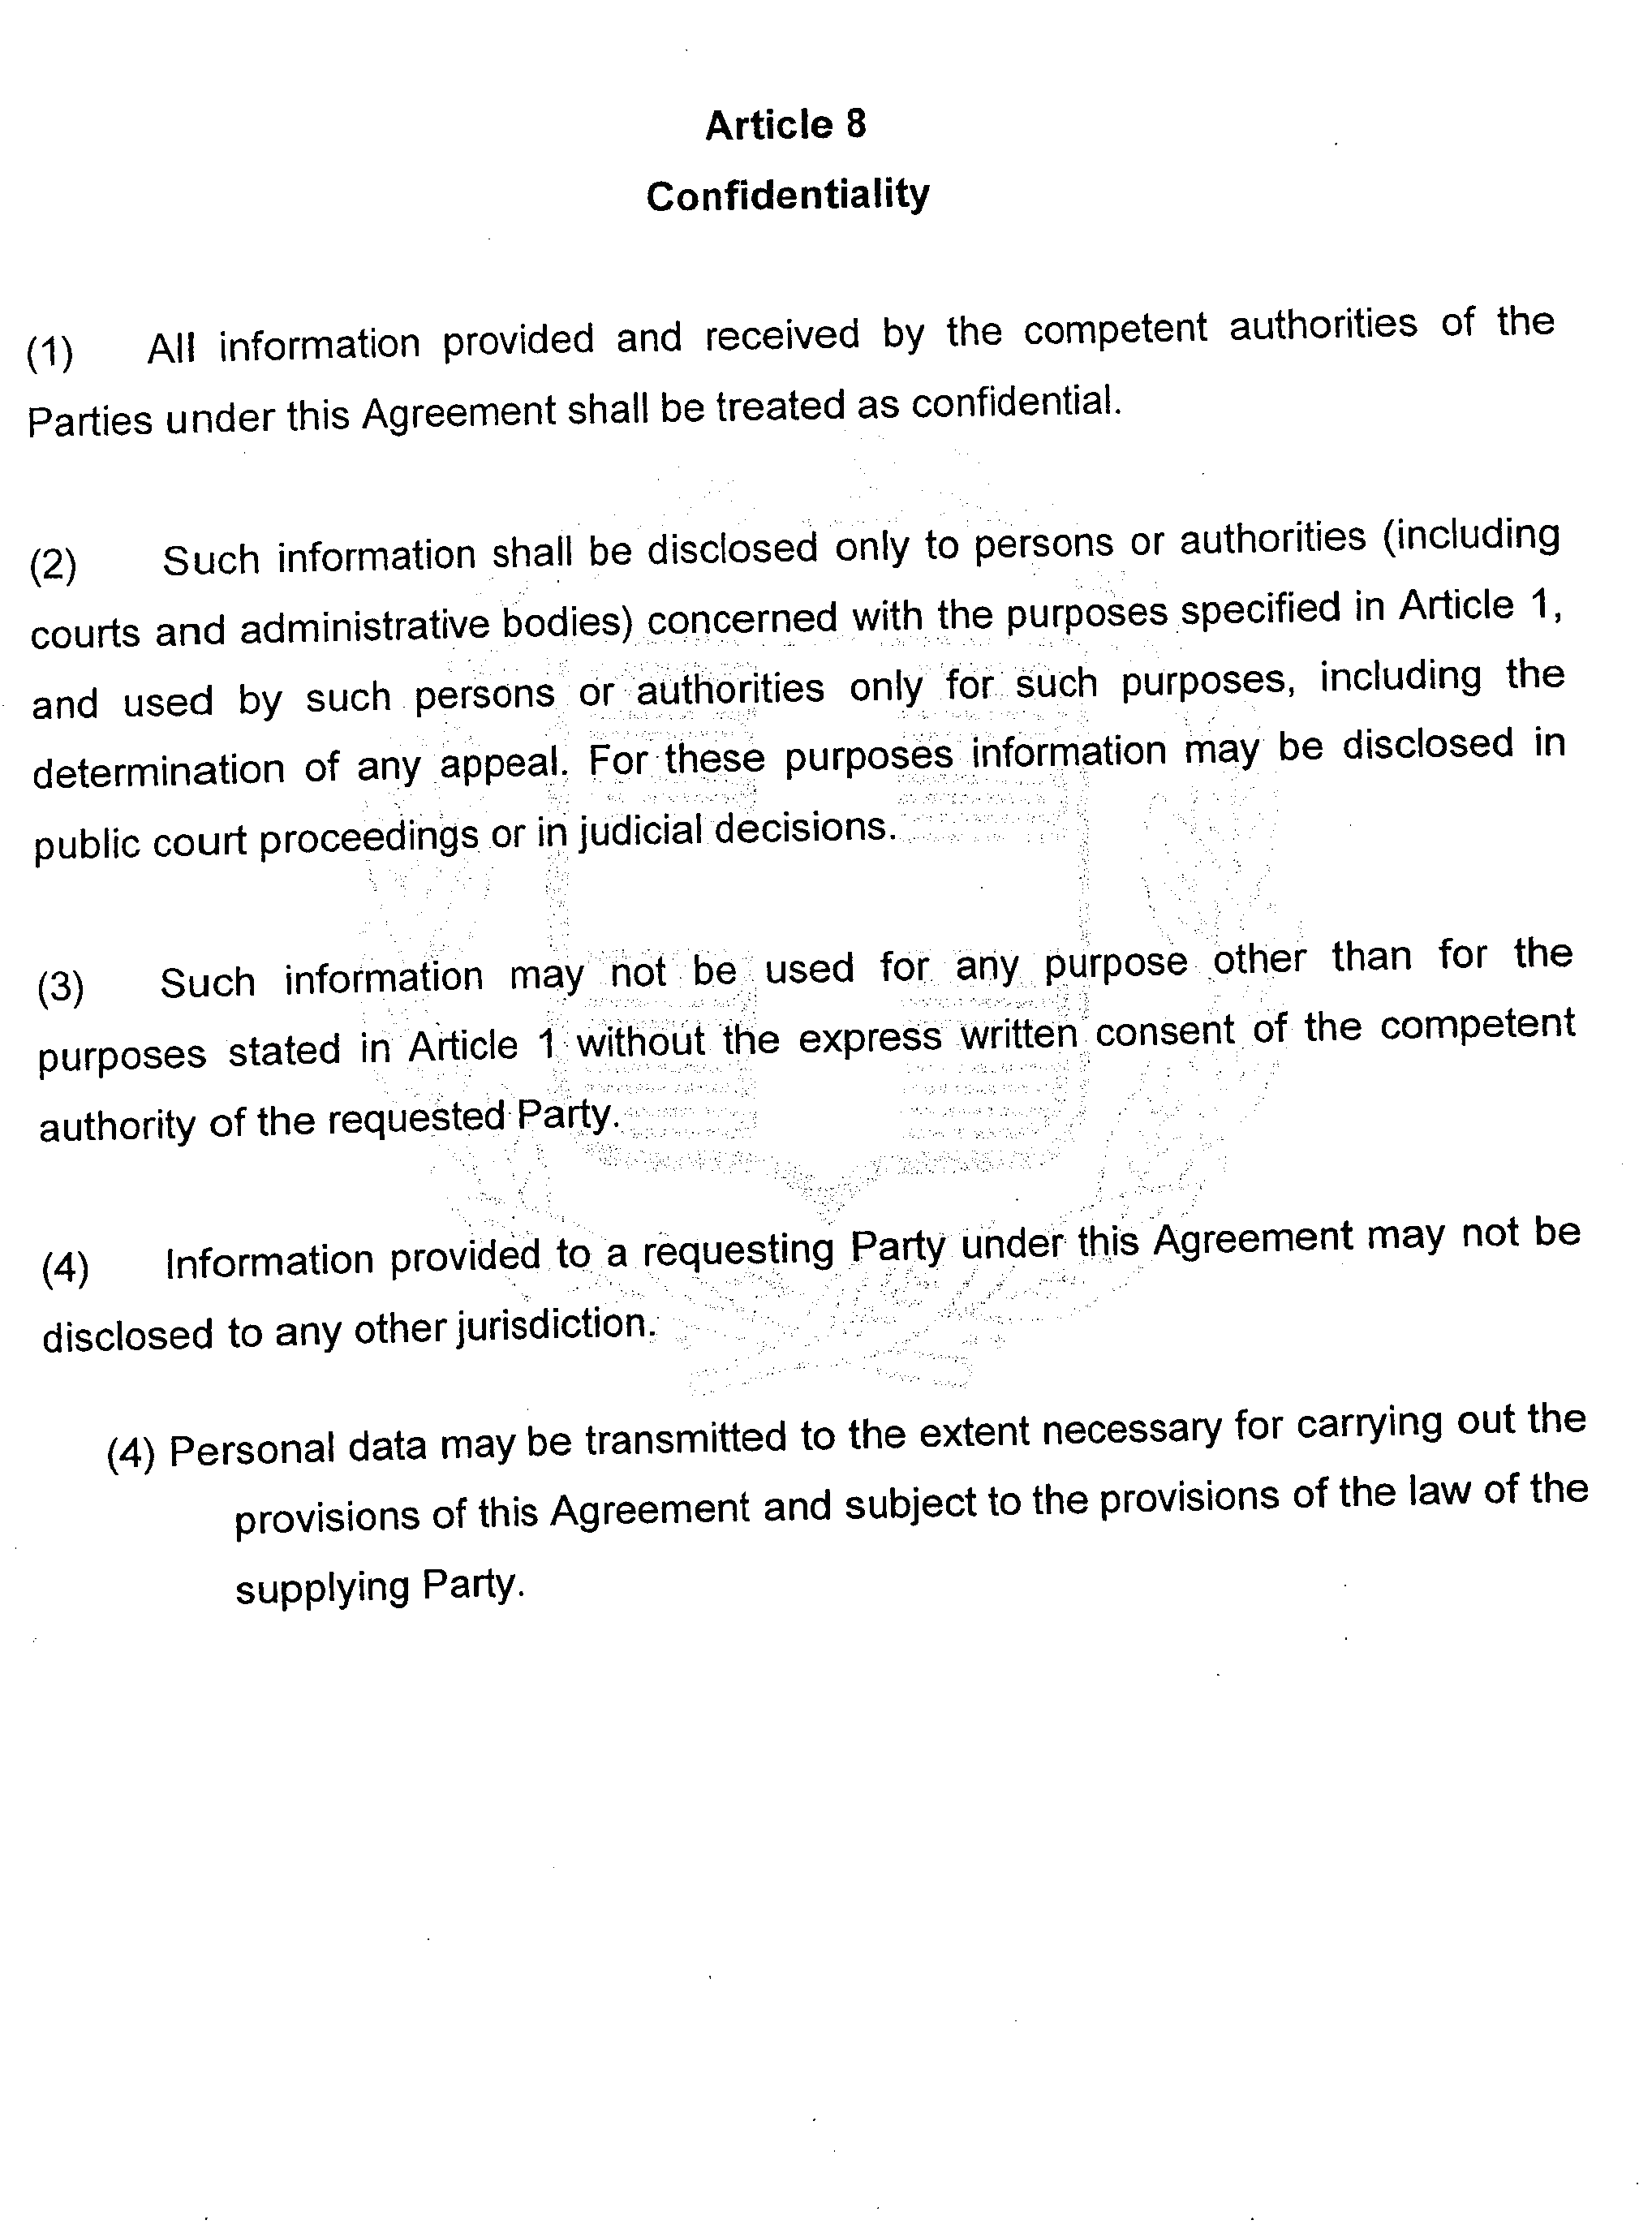 Article 8
Confidentiality
(1) All information provided and received by the competent authorities of the
Parties under this Agreement shall be treated as confidential.
(2) Such information shall be disclosed only to persons or authorities (including
courts and administrative bodies) concerned with the purposes specified in Article 1,
and used by such persons or authorities only for such purposes, including the
determination of any appeal. For these purposes information may be disclosed in
public court proceedings or in judicial decisions.
(3) Such information may not be used for any purpose other than for the
purposes stated in Article 1 without the express written consent of the competent
authority of the requested Party.
(4) Information provided to a requesting Party under this Agreement may not be
disclosed to any other jurisdiction.
(4) Personal data may be transmitted to the extent necessary for carrying out the
provisions of this Agreement and subject to the provisions of the law of the
supplying Party.